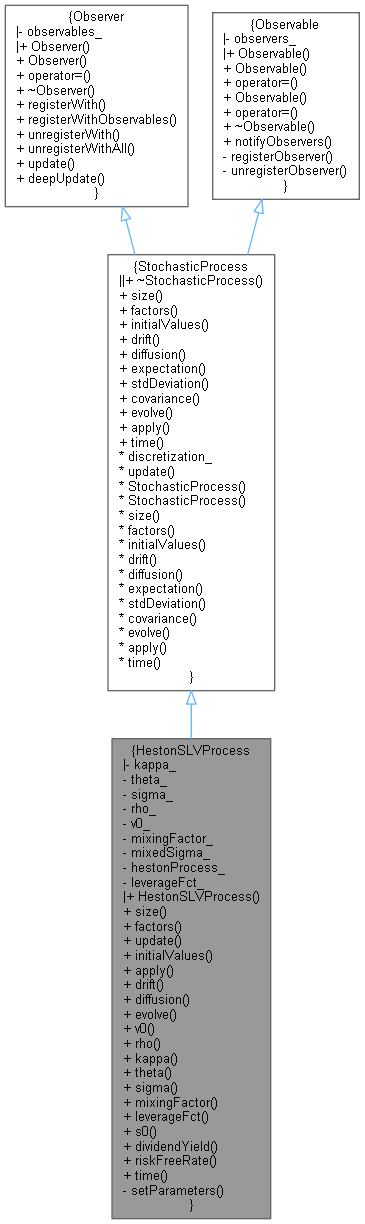 {Observer
|- observables_
|+ Observer()
+ Observer()
+ operator=()
+ ~Observer()
+ registerWith()
+ registerWithObservables()
+ unregisterWith()
+ unregisterWithAll()
+ update()
+ deepUpdate()
}
{Observable
|- observers_
|+ Observable()
+ Observable()
+ operator=()
+ Observable()
+ operator=()
+ ~Observable()
+ notifyObservers()
- registerObserver()
- unregisterObserver()
}
{StochasticProcess
||+ ~StochasticProcess()
+ size()
+ factors()
+ initialValues()
+ drift()
+ diffusion()
+ expectation()
+ stdDeviation()
+ covariance()
+ evolve()
+ apply()
+ time()
* discretization_
* update()
* StochasticProcess()
* StochasticProcess()
* size()
* factors()
* initialValues()
* drift()
* diffusion()
* expectation()
* stdDeviation()
* covariance()
* evolve()
* apply()
* time()
}
{HestonSLVProcess
|- kappa_
- theta_
- sigma_
- rho_
- v0_
- mixingFactor_
- mixedSigma_
- hestonProcess_
- leverageFct_
|+ HestonSLVProcess()
+ size()
+ factors()
+ update()
+ initialValues()
+ apply()
+ drift()
+ diffusion()
+ evolve()
+ v0()
+ rho()
+ kappa()
+ theta()
+ sigma()
+ mixingFactor()
+ leverageFct()
+ s0()
+ dividendYield()
+ riskFreeRate()
+ time()
- setParameters()
}